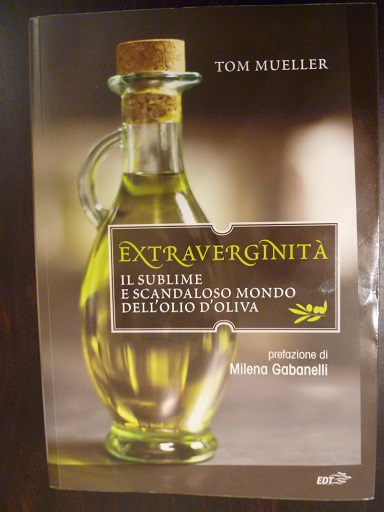 TOM MUELLER
EXTRAVERGINITÀ
IL SUBLIME
E SCANDALOSO MONDO
DELL'OLIO D'OLIVA
prefazione di
Milena Gabanelli
EDT